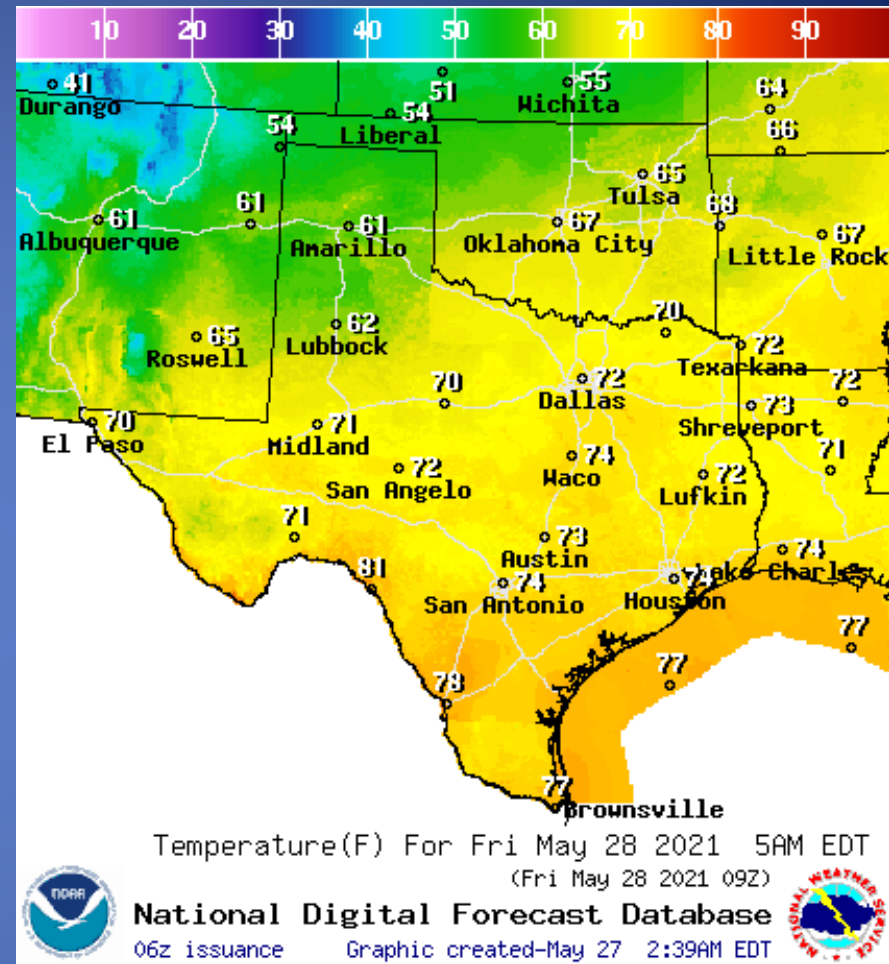 10 20 30 40 50 60 70 80 90
41
Durango
51
55
Wichita
54
Liberal
64
54
66
65
Tulsa
61
Albuquerque
61
61
Amarillo
67
Oklahoma City
68
67
Little Rock
65
Roswell
62
Lubbock
70
72
Texarkana
72
Dallas
70
73
Shreveport
72
70
El Paso
71
Midland
72
San Angelo
74
Waco
72
Lufkin
71
71
73
Austin
74
Lake Charles
81
74
San Antonio
74
Houston
77
77
78
77
Brownsville
Temperature(F) For Fri May 28 2021 5AM EDT
(Fri May 28 2021 09Z)
National Digital Forecast Database
06z issuance Graphic created-May 27 2:39AM EDT
NOAA
NATIONAL WEATHER SERVICE